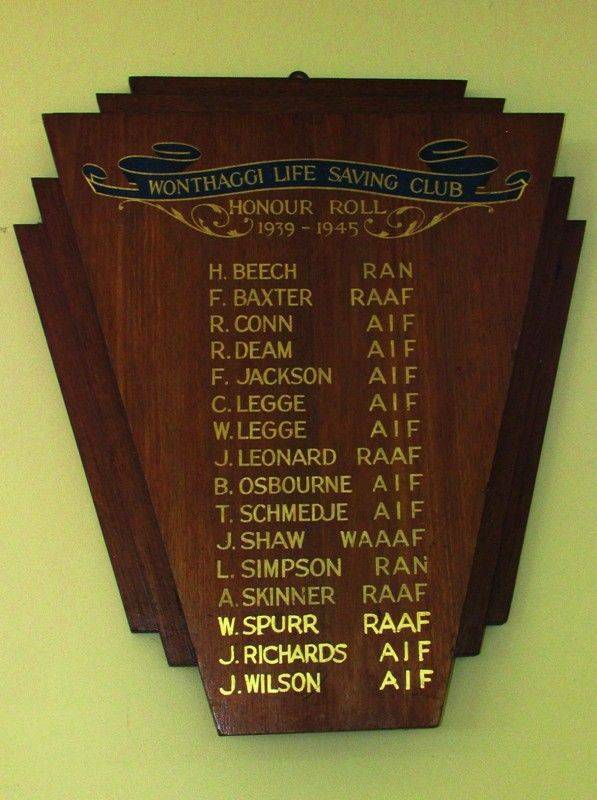 WONTHAGGI LIFE SAVING CLUB
HONOUR ROLL
1939 - 1945
H. BEECH RAN
F. BAXTER RAAF
R. CONN AIF
R. DEAM AIF
F. JACKSON AIF
C. LEGGE AIF
W. LEGGE AIF
J. LEONARD RAAF
B. OSBOURNE AIF
T. SCHMEDJE AIF
J. SHAW WAAAF
L. SIMPSON RAN
A. SKINNER RAAF
W. SPURR RAAF
J. RICHARDS AIF
J. WILSON AIF